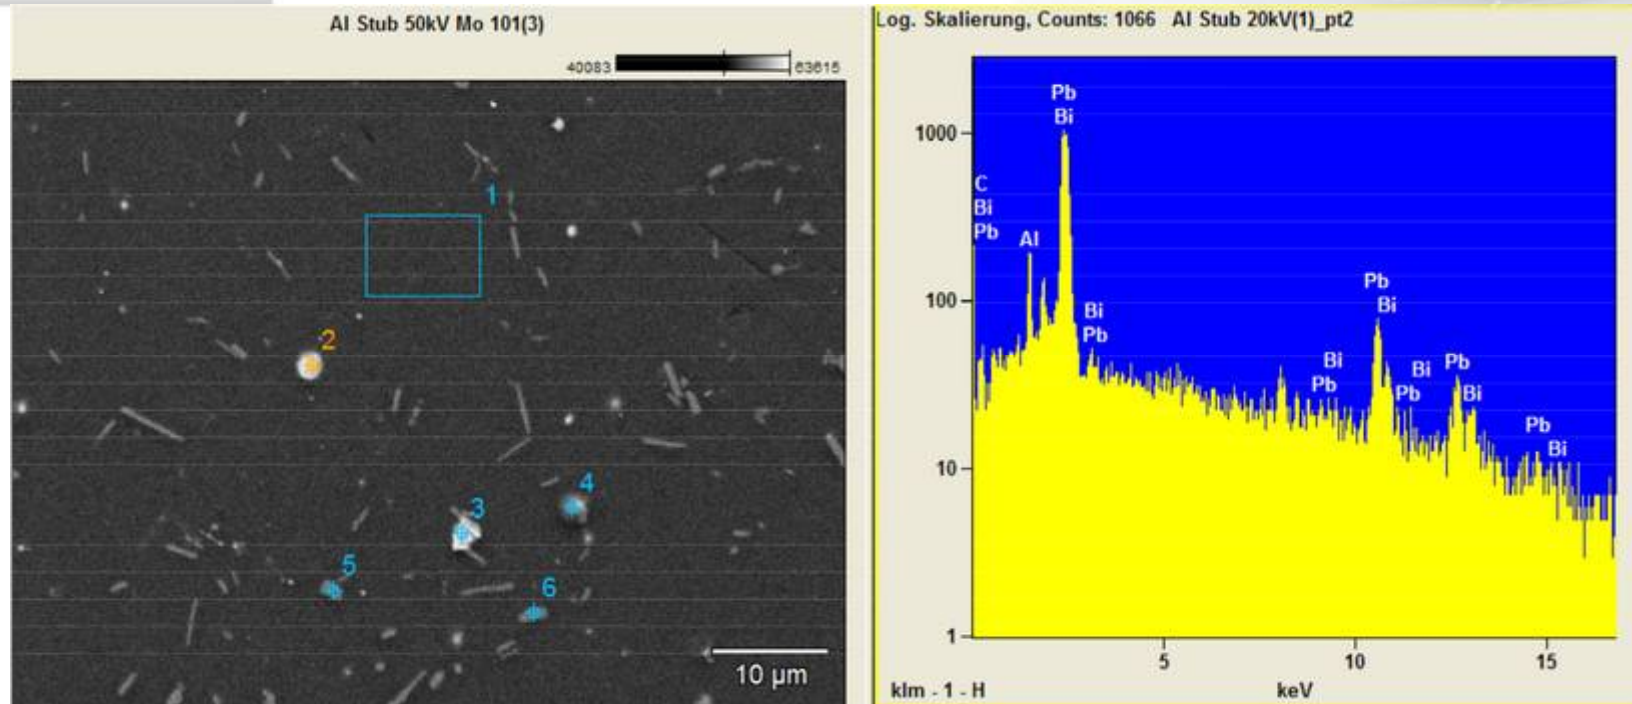 Al Stub 50kV Mo 101(3)
40083 63615
1
2
3
4
5
6
10 µm
Log. Skalierung, Counts: 1066 Al Stub 20kV(1)_pt2
1000
100
10
1
Pb
Bi
C
Bi
Pb
Al
Bi
Pb
Pb
Bi
Bi
Pb
Bi
Pb
Pb
Bi
Pb
Bi
5 10 15
klm - 1 - H keV